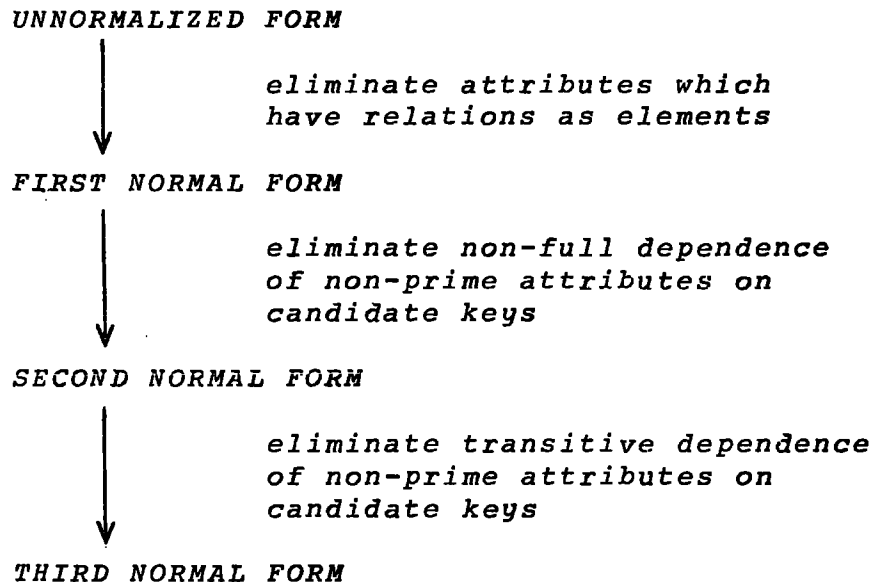 UNNORMALIZED FORM
eliminate attributes which
have relations as elements
FIRST NORMAL FORM
eliminate non-full dependence
of non-prime attributes on
candidate keys
SECOND NORMAL FORM
eliminate transitive dependence
of non-prime attributes on
candidate keys
THIRD NORMAL FORM